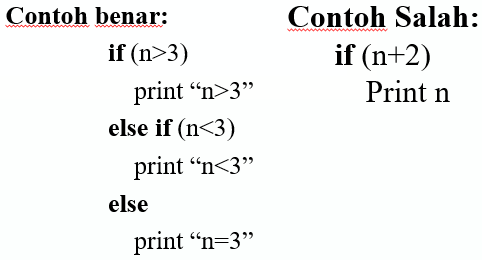 Contoh benar:
if (n>3)
print “n>3”
else if (n<3)
print “n<3”
else
print “n=3”
Contoh Salah:
if (n+2)
Print n